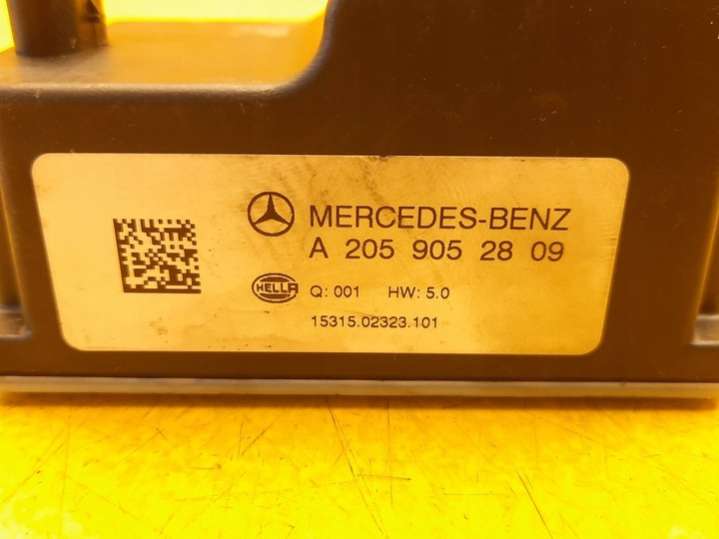 MERCEDES-BENZ
A 205 905 28 09
HELLA
Q: 001 HW: 5.0
15315.02323.101